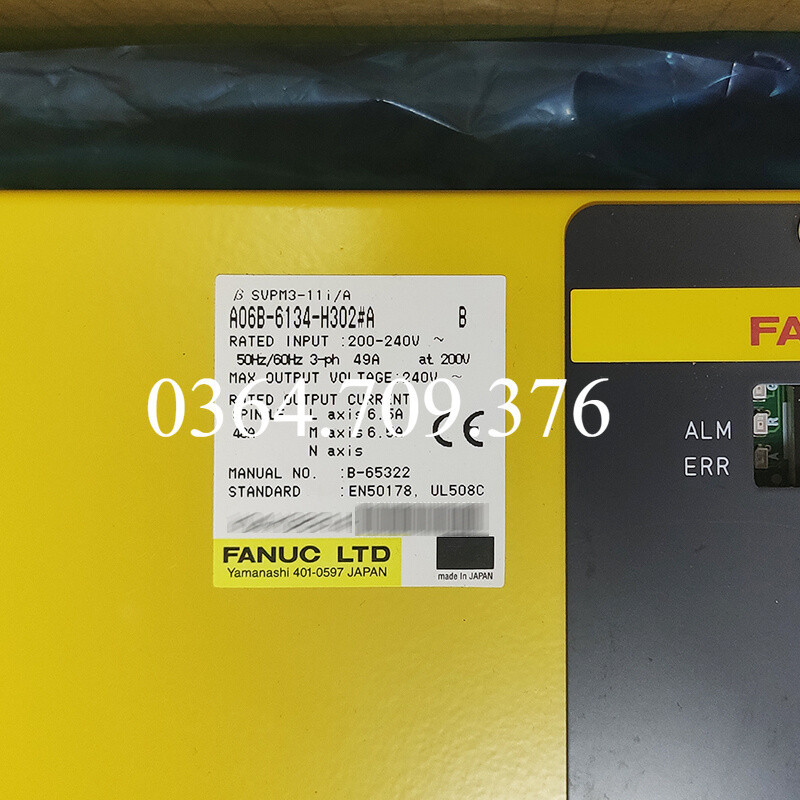 β SVPM3-11i/A
A06B-6134-H302#A B
RATED INPUT :200-240V ~
50Hz/60Hz 3-ph 49A at 200V
MAX OUTPUT VOLTAGE:240V ~
RATED OUTPUT CURRENT
L axis 6.5A
48A M axis 6.5A
N axis
CE
0364.709.376
MANUAL NO. :B-65322
STANDARD :EN50178, UL508C
FANUC LTD
Yamanashi 401-0597 JAPAN
made in JAPAN
FA
ALM
ERR